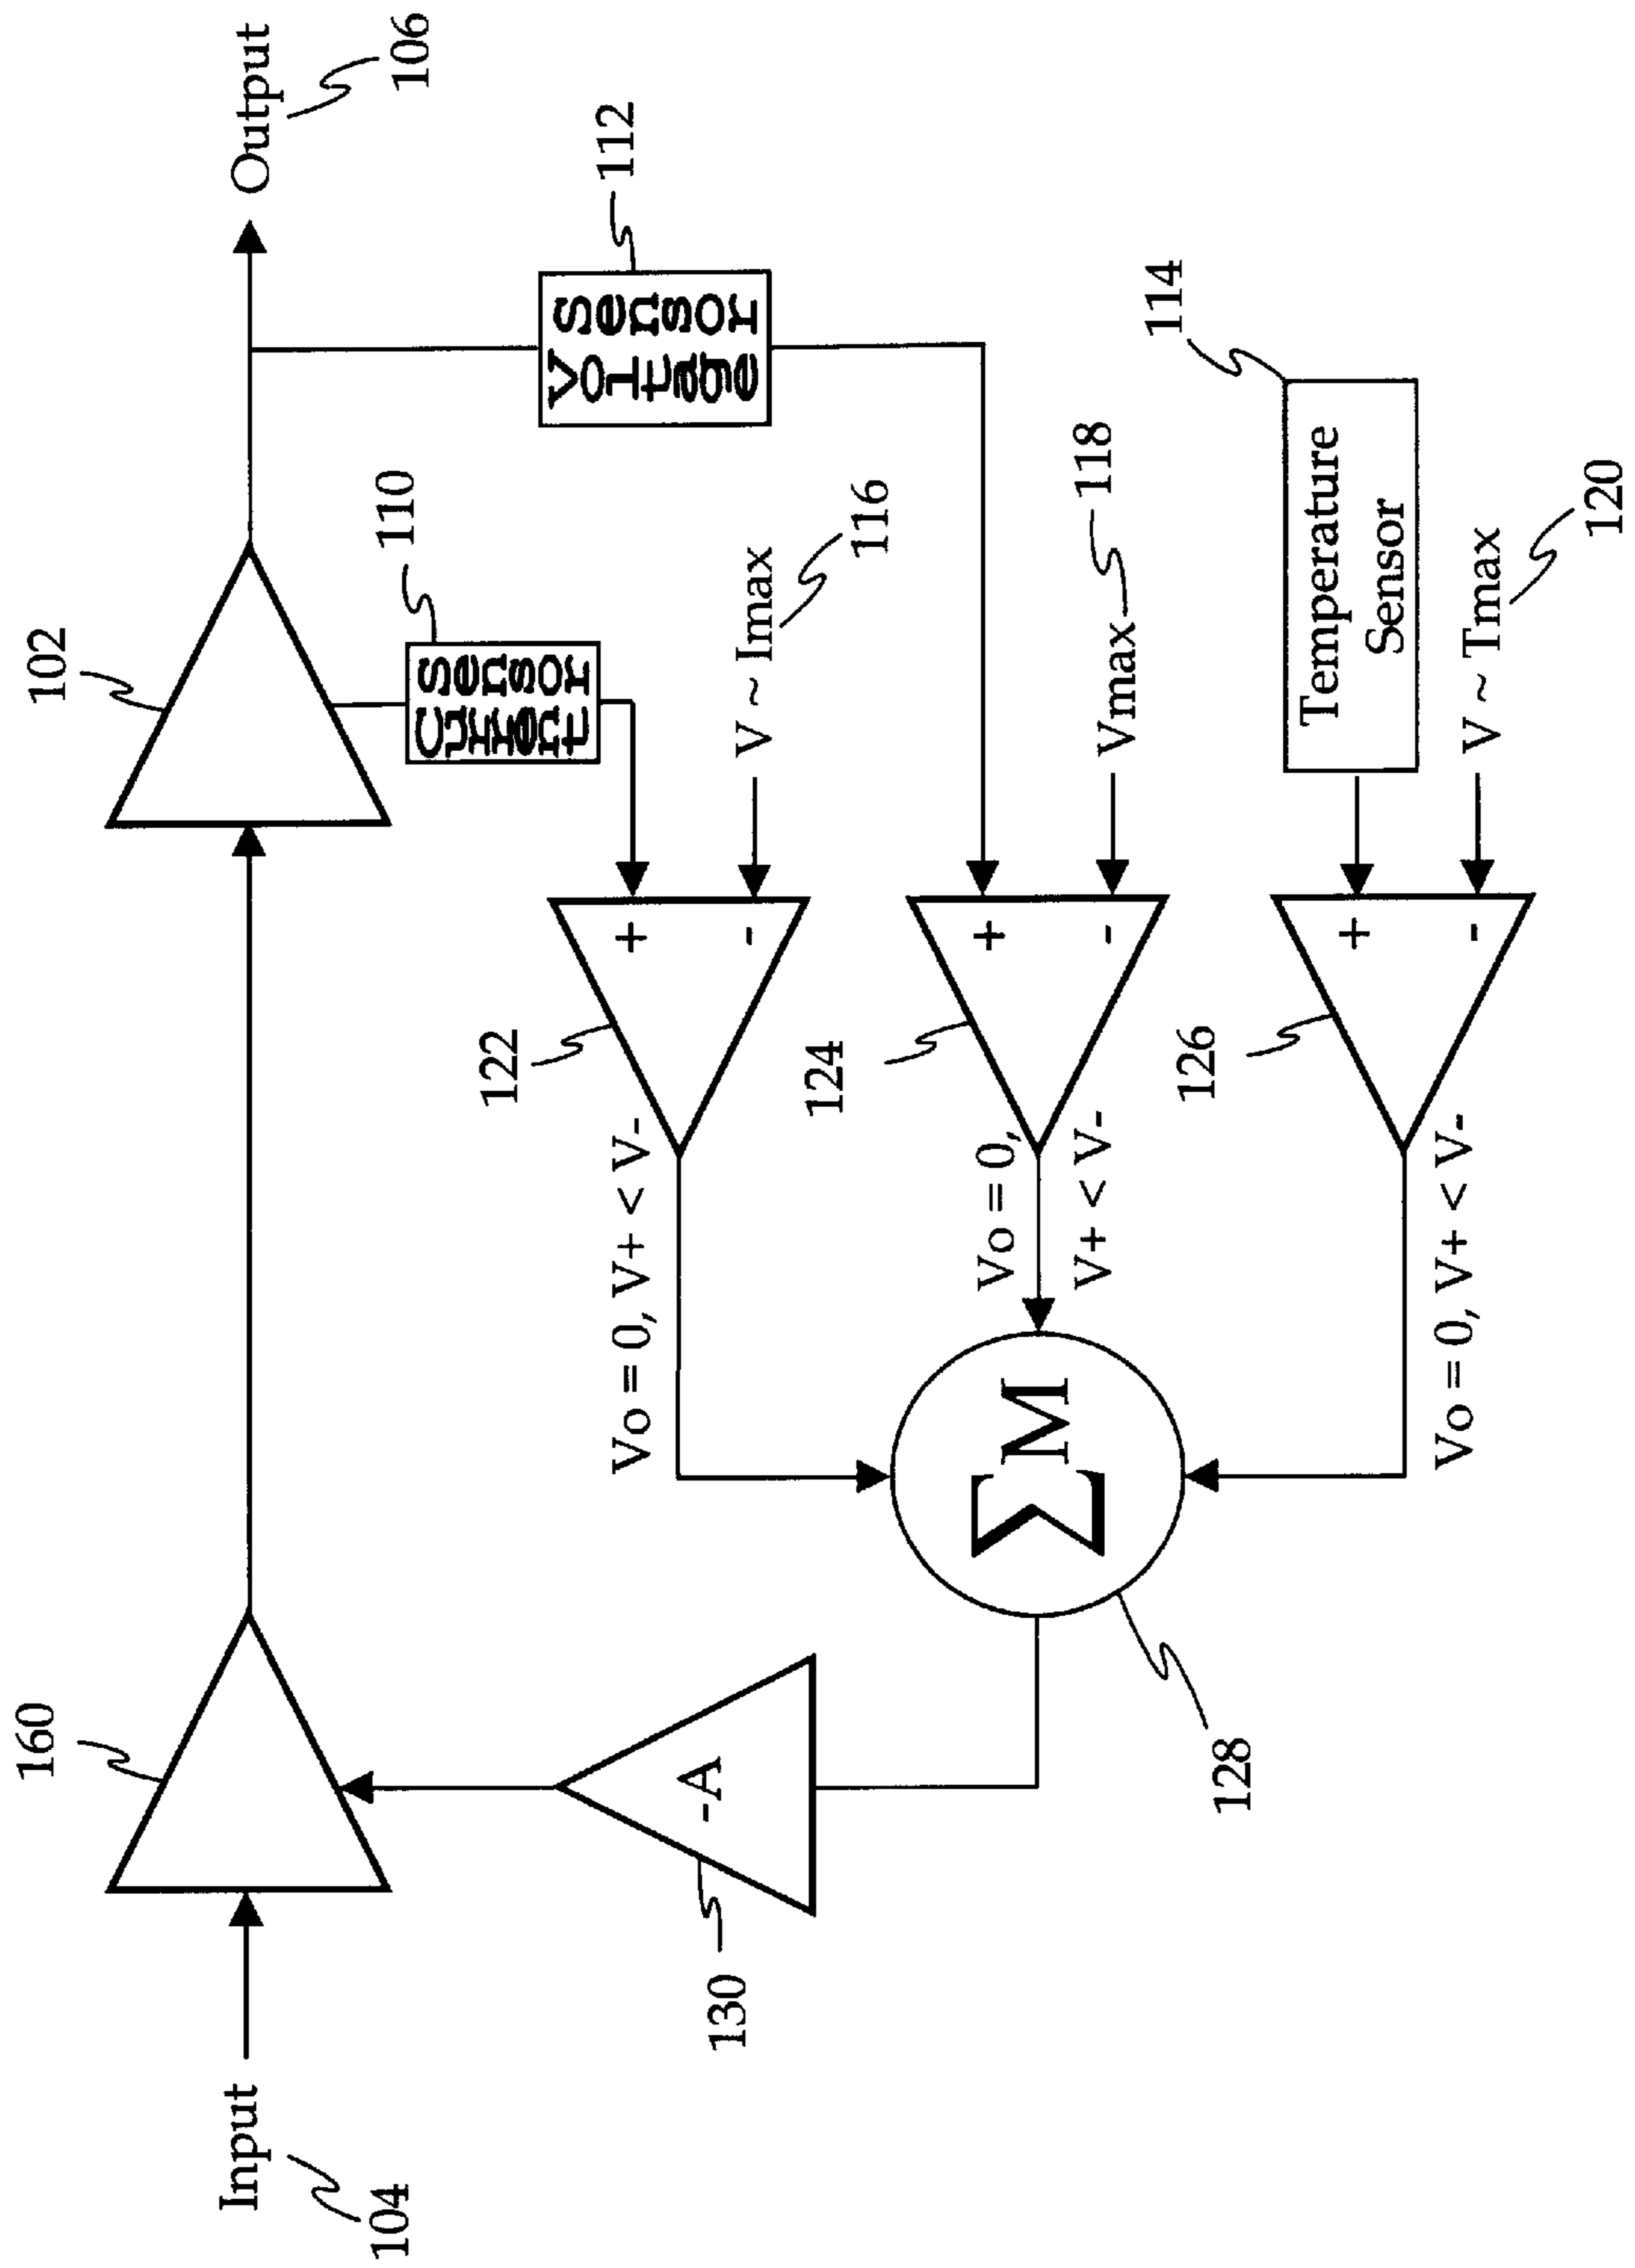 160
102
Input
104
Output
106
110
Current
Sensor
112
Voltage
Sensor
130
-A
122
+
-
V ~ Imax
116
Vo = 0, V+ < V-
124
+
-
Vmax
118
Vo = 0,
V+ < V-
ΣM
128
114
Temperature
Sensor
126
+
-
V ~ Tmax
120
Vo = 0, V+ < V-